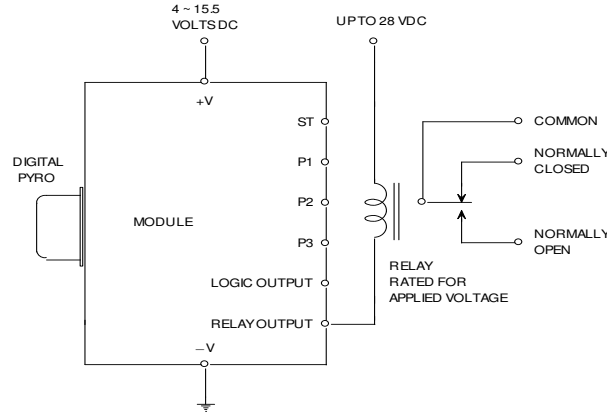 4 ~ 15.5
VOLTS DC
UP TO 28 VDC
+V
ST
COMMON
P1
NORMALLY
CLOSED
DIGITAL
PYRO
P2
MODULE
P3
NORMALLY
OPEN
RELAY
RATED FOR
APPLIED VOLTAGE
LOGIC OUTPUT
RELAY OUTPUT
–V